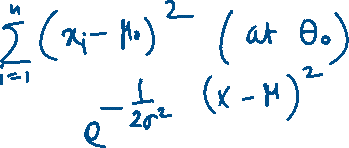 ∑_{i=1}^{n} (x_i - μ_0)^2 (at θ_0)
e^{-\frac{1}{2σ^2} (x - μ)^2}